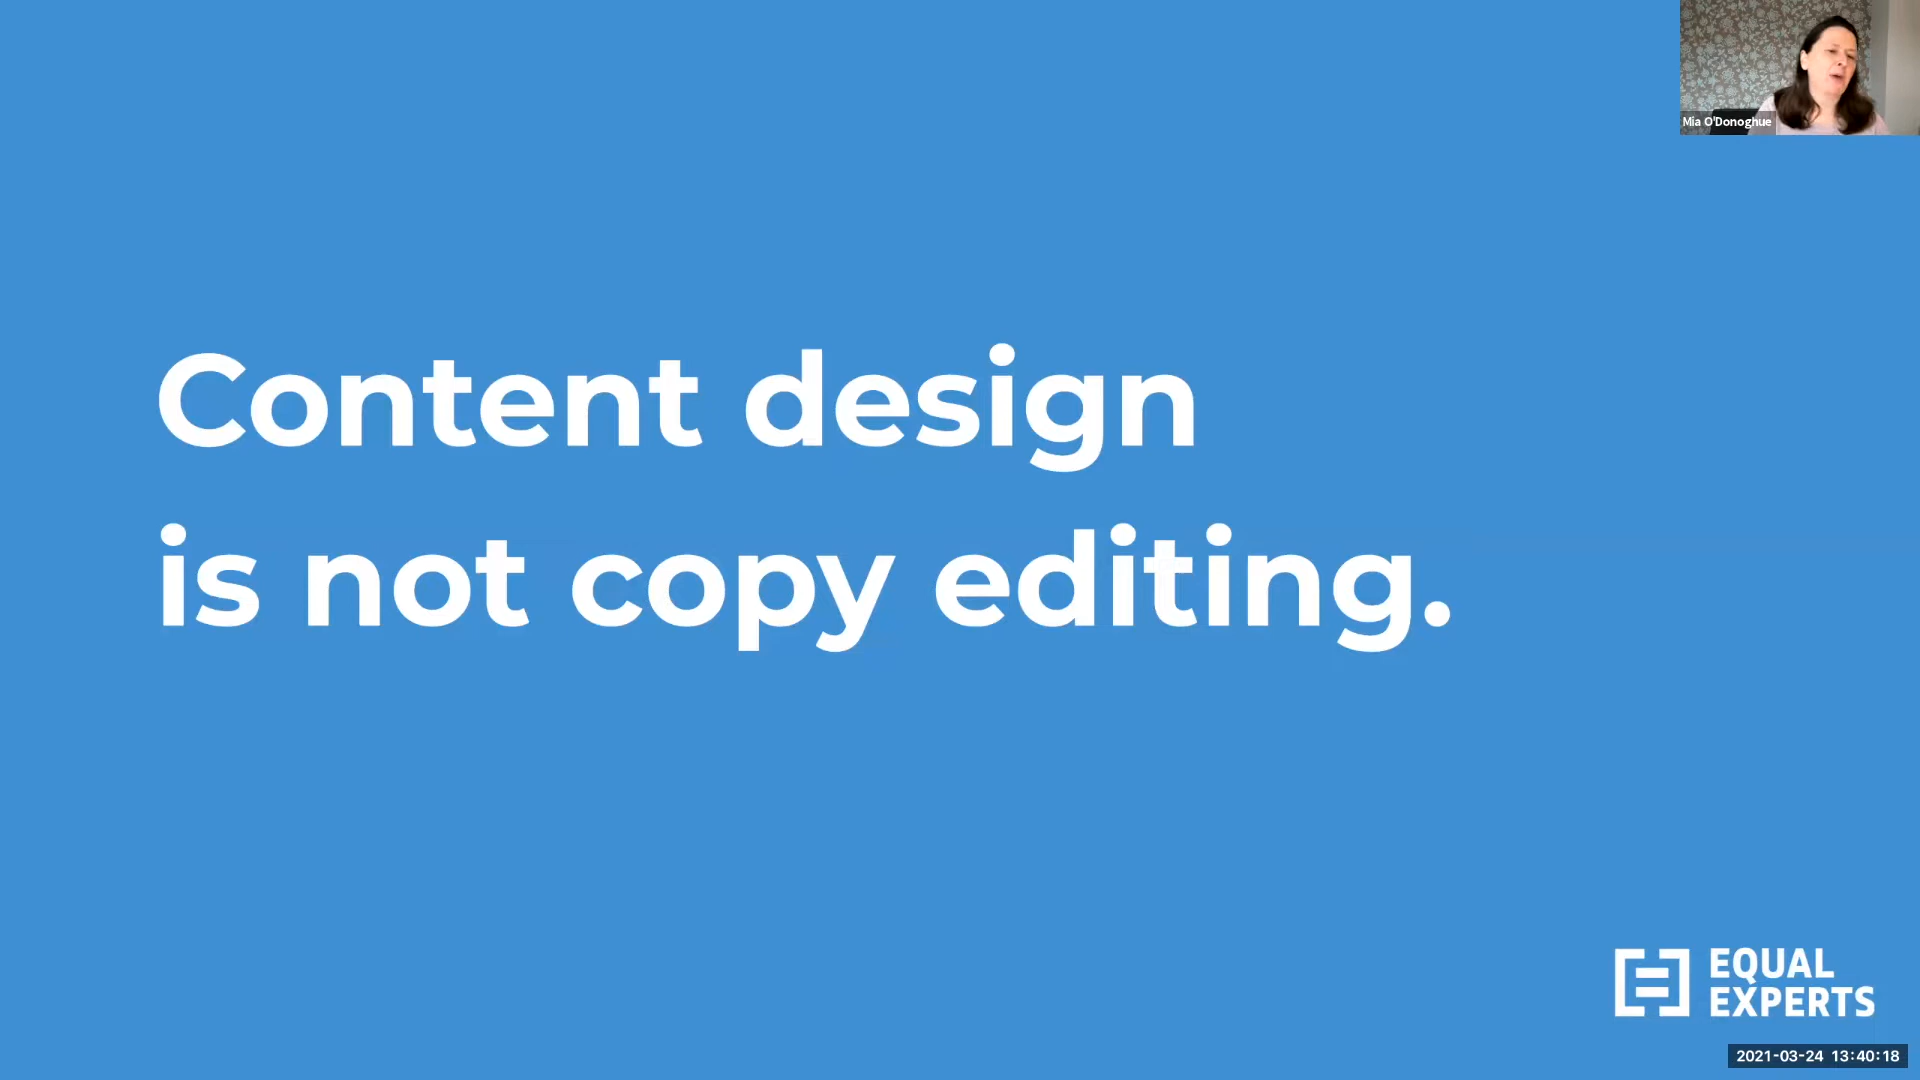 Mia O'Donoghue
Content design
is not copy editing.
EQUAL
EXPERTS
2021-03-24 13:40:18